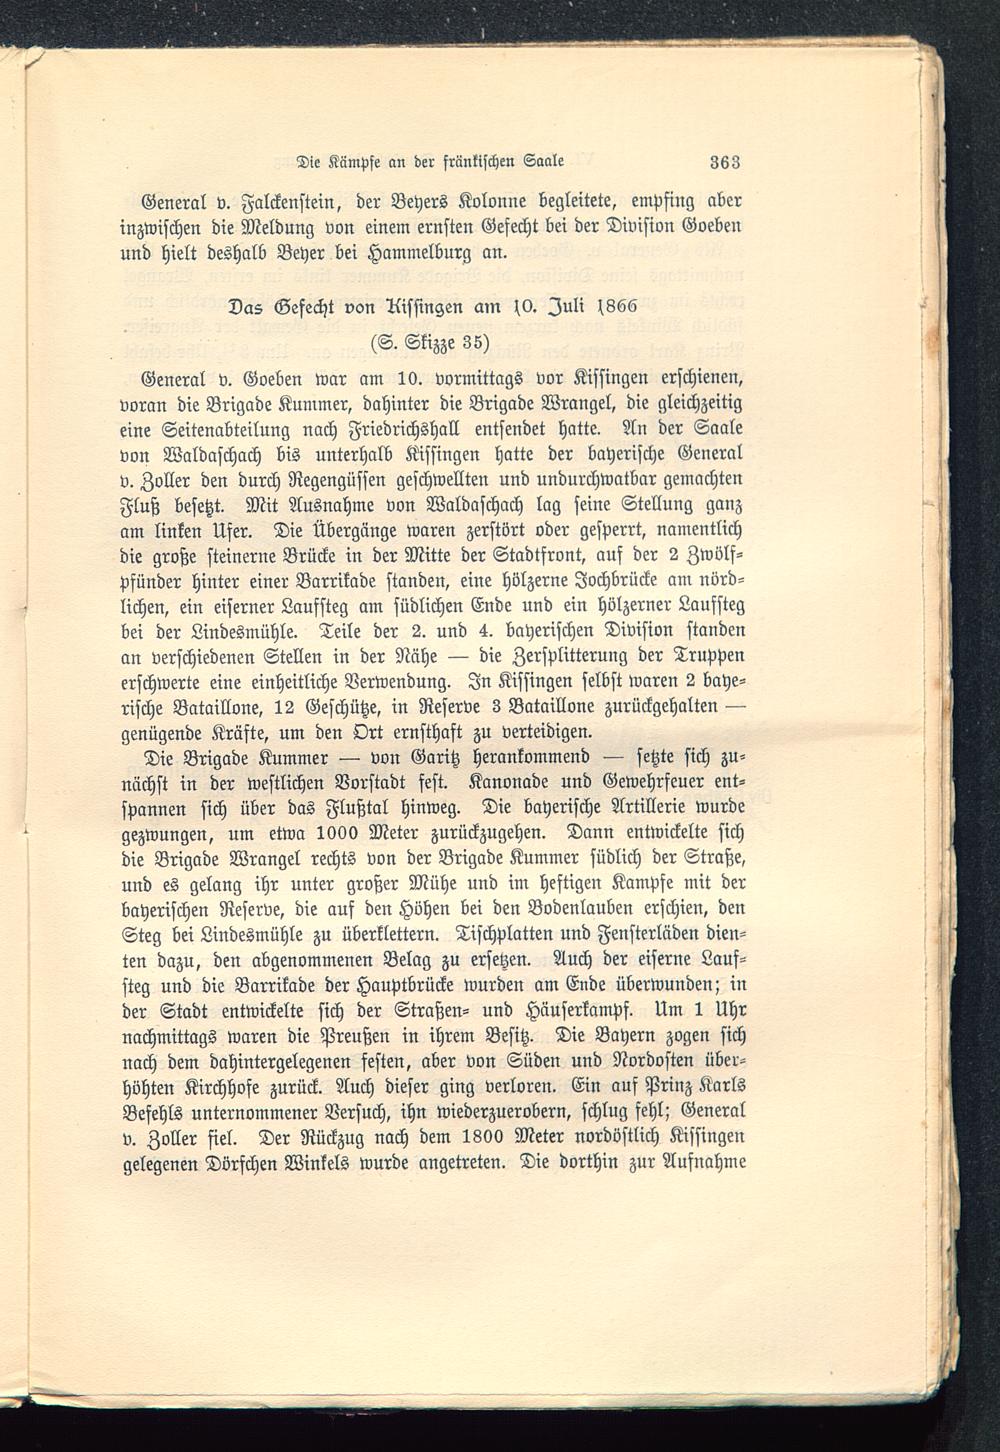 Die Kämpfe an der fränkischen Saale 363
General v. Falckenstein, der Beyers Kolonne begleitete, empfing aber
inzwischen die Meldung von einem ernsten Gefecht bei der Division Goeben
und hielt deshalb Beyer bei Hammelburg an.
Das Gefecht von Kissingen am 10. Juli 1866
(S. Skizze 35)
General v. Goeben war am 10. vormittags vor Kissingen erschienen,
voran die Brigade Kummer, dahinter die Brigade Wrangel, die gleichzeitig
eine Seitenabteilung nach Friedrichshall entsendet hatte. An der Saale
von Waldaschach bis unterhalb Kissingen hatte der bayerische General
v. Zoller den durch Regengüssen geschwellten und undurchwatbar gemachten
Fluß besetzt. Mit Ausnahme von Waldaschach lag seine Stellung ganz
am linken Ufer. Die Übergänge waren zerstört oder gesperrt, namentlich
die große steinerne Brücke in der Mitte der Stadtfront, auf der 2 Zwölf-
pfünder hinter einer Barrikade standen, eine hölzerne Jochbrücke am nörd-
lichen, ein eiserner Laufsteg am südlichen Ende und ein hölzerner Laufsteg
bei der Lindesmühle. Teile der 2. und 4. bayerischen Division standen
an verschiedenen Stellen in der Nähe — die Zersplitterung der Truppen
erschwerte eine einheitliche Verwendung. In Kissingen selbst waren 2 baye-
rische Bataillone, 12 Geschütze, in Reserve 3 Bataillone zurückgehalten —
genügende Kräfte, um den Ort ernsthaft zu verteidigen.
Die Brigade Kummer — von Garitz herankommend — setzte sich zu-
nächst in der westlichen Vorstadt fest. Kanonade und Gewehrfeuer ent-
spannen sich über das Flußtal hinweg. Die bayerische Artillerie wurde
gezwungen, um etwa 1000 Meter zurückzugehen. Dann entwickelte sich
die Brigade Wrangel rechts von der Brigade Kummer südlich der Straße,
und es gelang ihr unter großer Mühe und im heftigen Kampfe mit der
bayerischen Reserve, die auf den Höhen bei den Bodenlauben erschien, den
Steg bei Lindesmühle zu überklettern. Tischplatten und Fensterläden dien-
ten dazu, den abgenommenen Belag zu ersetzen. Auch der eiserne Lauf-
steg und die Barrikade der Hauptbrücke wurden am Ende überwunden; in
der Stadt entwickelte sich der Straßen- und Häuserkampf. Um 1 Uhr
nachmittags waren die Preußen in ihrem Besitz. Die Bayern zogen sich
nach dem dahintergelegenen festen, aber von Süden und Nordosten über-
höhten Kirchhofe zurück. Auch dieser ging verloren. Ein auf Prinz Karls
Befehls unternommener Versuch, ihn wiederzuerobern, schlug fehl; General
v. Zoller fiel. Der Rückzug nach dem 1800 Meter nordöstlich Kissingen
gelegenen Dörfchen Winkels wurde angetreten. Die dorthin zur Aufnahme